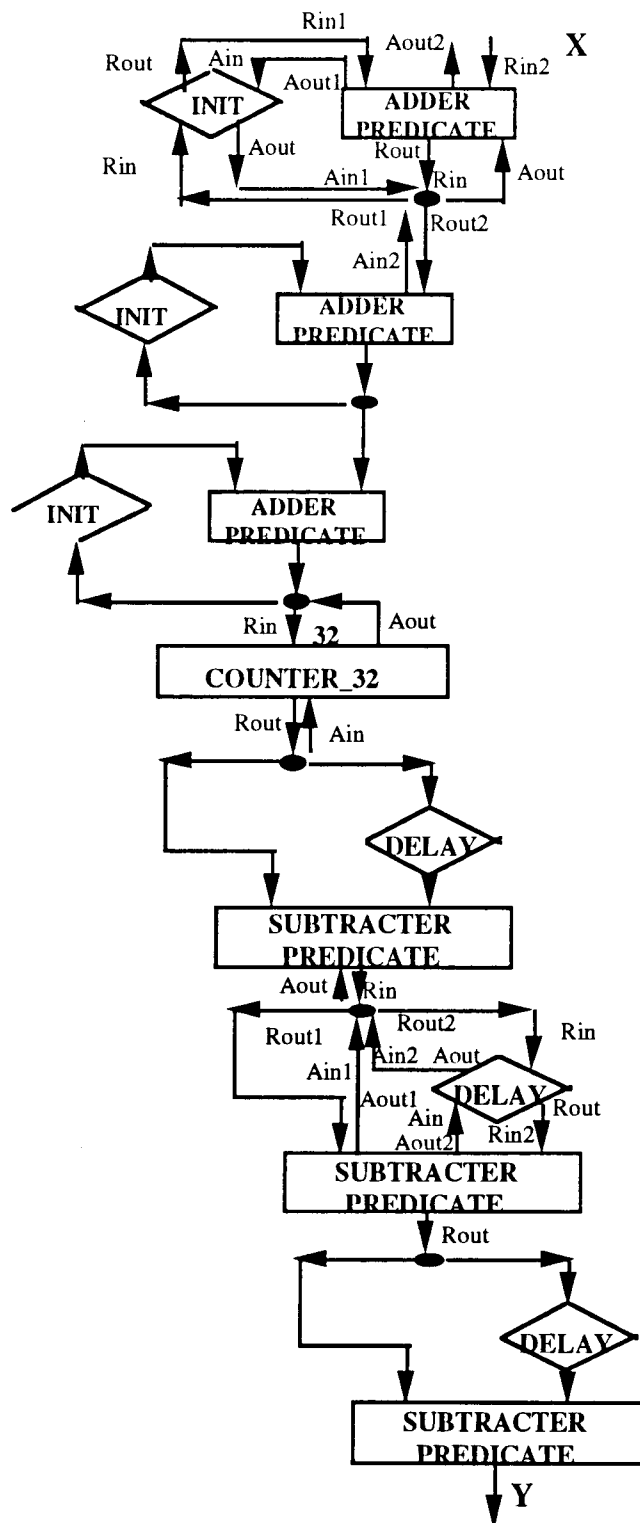 Rin1
Aout2
X
Rout
Ain
Aout1
Rin2
INIT
ADDER
PREDICATE
Rin
Aout
Rout
Ain1
Rin
Aout
Rout1
Rout2
Ain2
INIT
ADDER
PREDICATE
INIT
ADDER
PREDICATE
Rin
32
Aout
COUNTER_32
Rout
Ain
DELAY
SUBTRACTER
PREDICATE
Aout
Rin
Rout1
Rout2
Rin
Ain1
Ain2
Aout
Aout1
DELAY
Ain
Rout
Aout2
Rin2
SUBTRACTER
PREDICATE
Rout
DELAY
SUBTRACTER
PREDICATE
Y